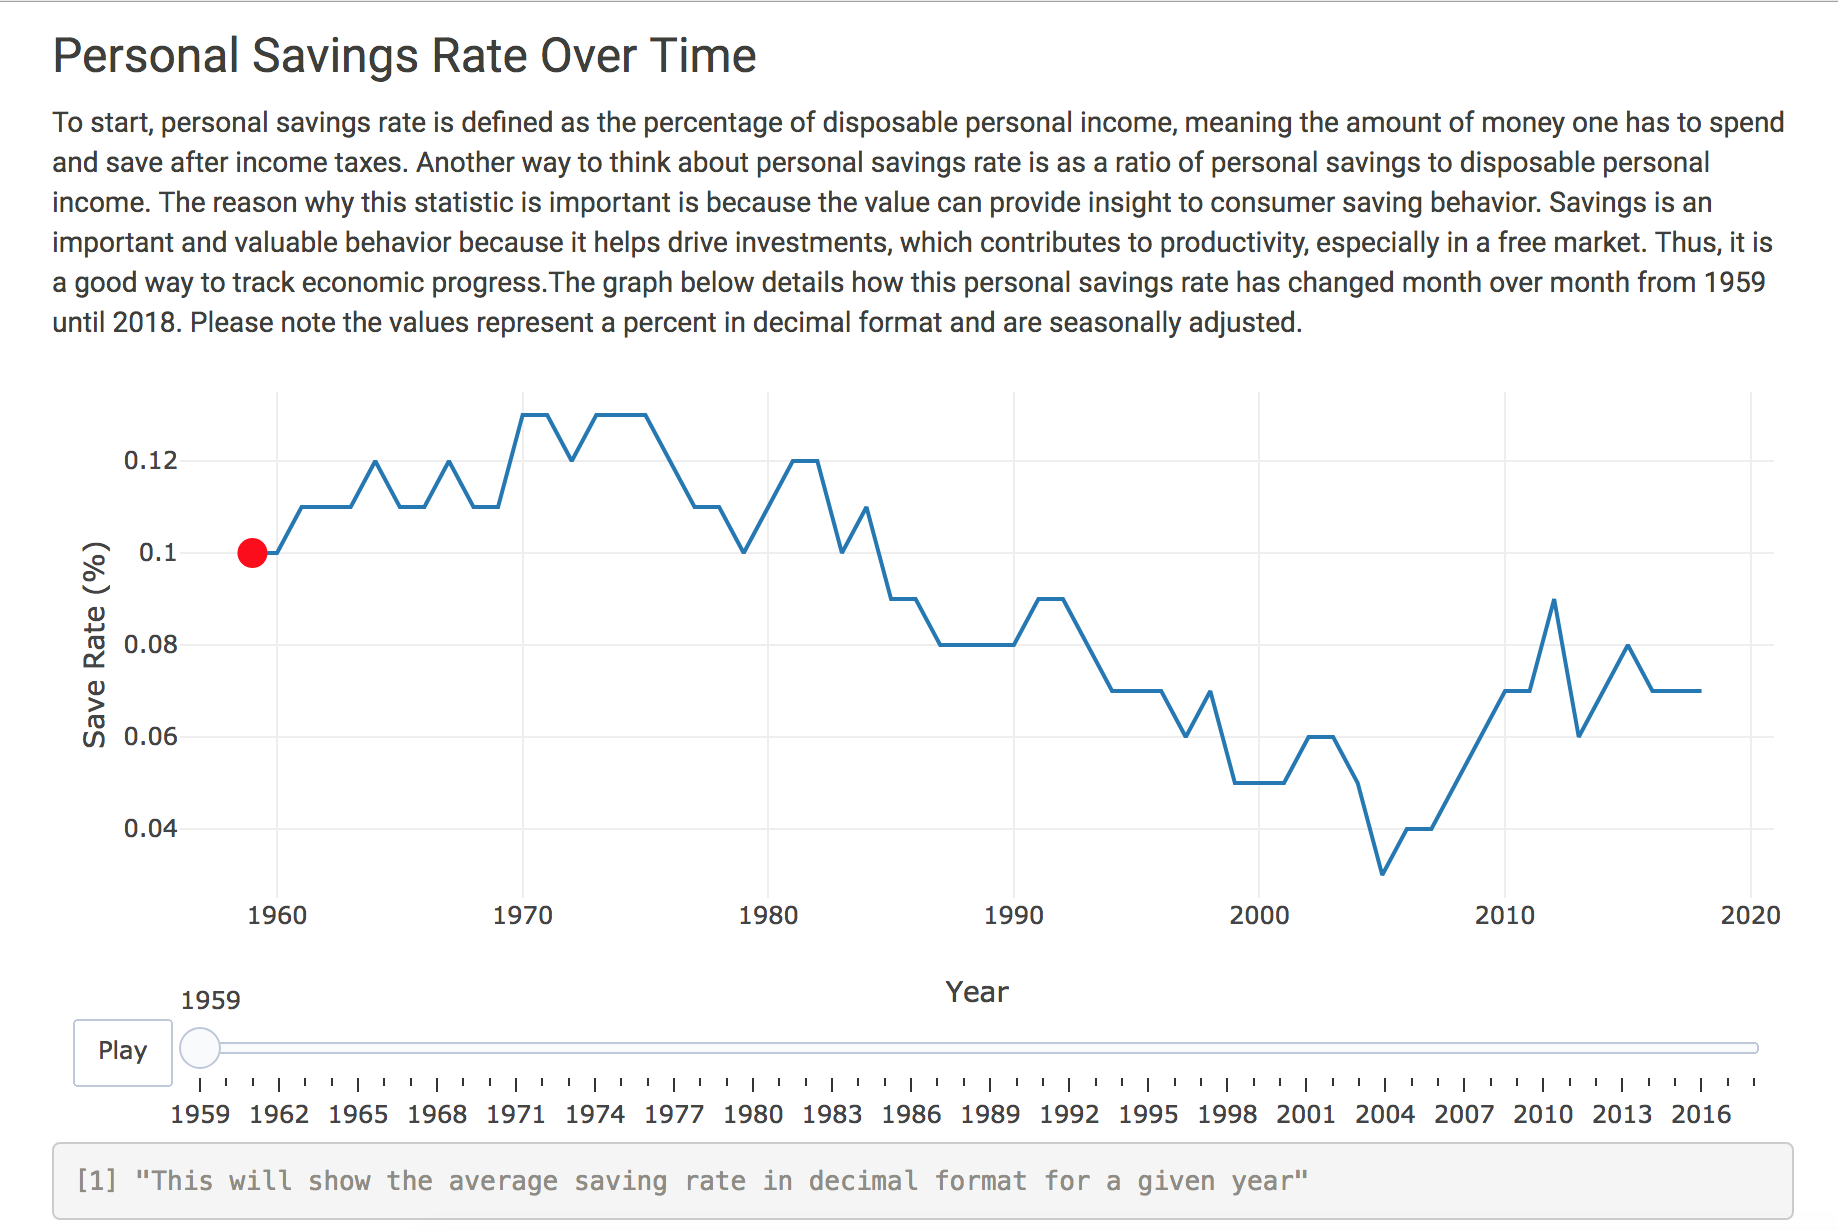 Personal Savings Rate Over Time
To start, personal savings rate is defined as the percentage of disposable personal income, meaning the amount of money one has to spend
and save after income taxes. Another way to think about personal savings rate is as a ratio of personal savings to disposable personal
income. The reason why this statistic is important is because the value can provide insight to consumer saving behavior. Savings is an
important and valuable behavior because it helps drive investments, which contributes to productivity, especially in a free market. Thus, it is
a good way to track economic progress.The graph below details how this personal savings rate has changed month over month from 1959
until 2018. Please note the values represent a percent in decimal format and are seasonally adjusted.
Save Rate (%)
0.12
0.1
0.08
0.06
0.04
1960 1970 1980 1990 2000 2010 2020
Year
1959
Play
1959 1962 1965 1968 1971 1974 1977 1980 1983 1986 1989 1992 1995 1998 2001 2004 2007 2010 2013 2016
[1] "This will show the average saving rate in decimal format for a given year"